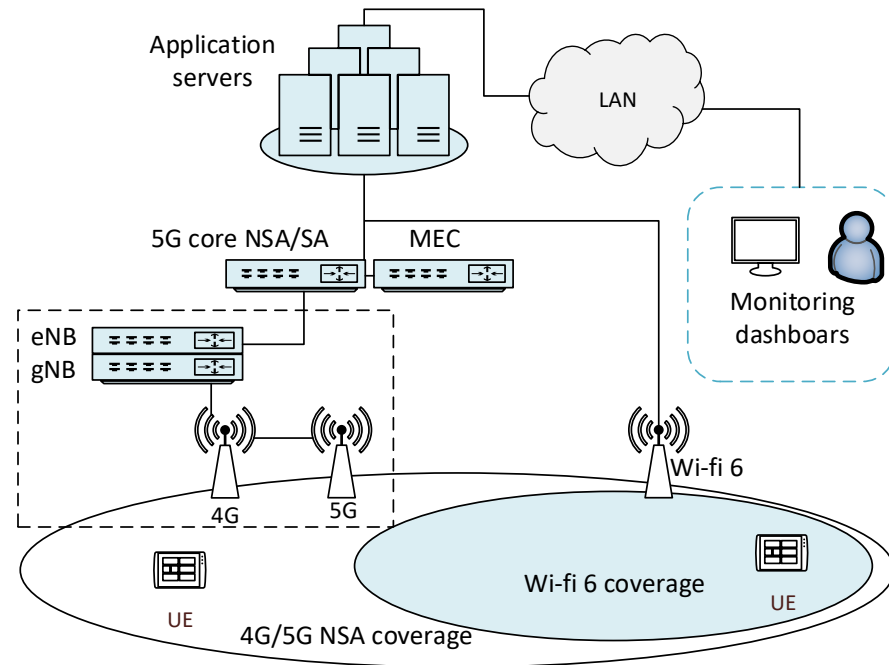 Application
servers
LAN
5G core NSA/SA
MEC
Monitoring
dashboars
eNB
gNB
4G
5G
Wi-fi 6
Wi-fi 6 coverage
UE
UE
4G/5G NSA coverage